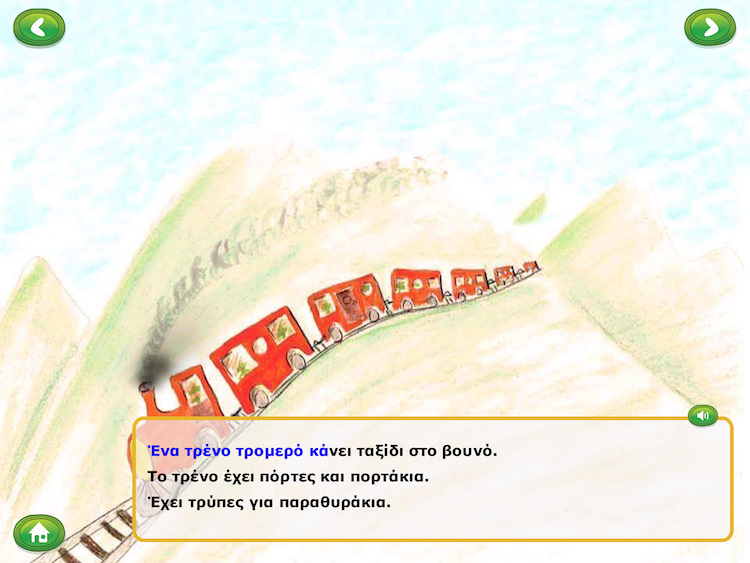 Ένα τρένο τρομερό κάνει ταξίδι στο βουνό.
Το τρένο έχει πόρτες και πορτάκια.
Έχει τρύπες για παραθυράκια.